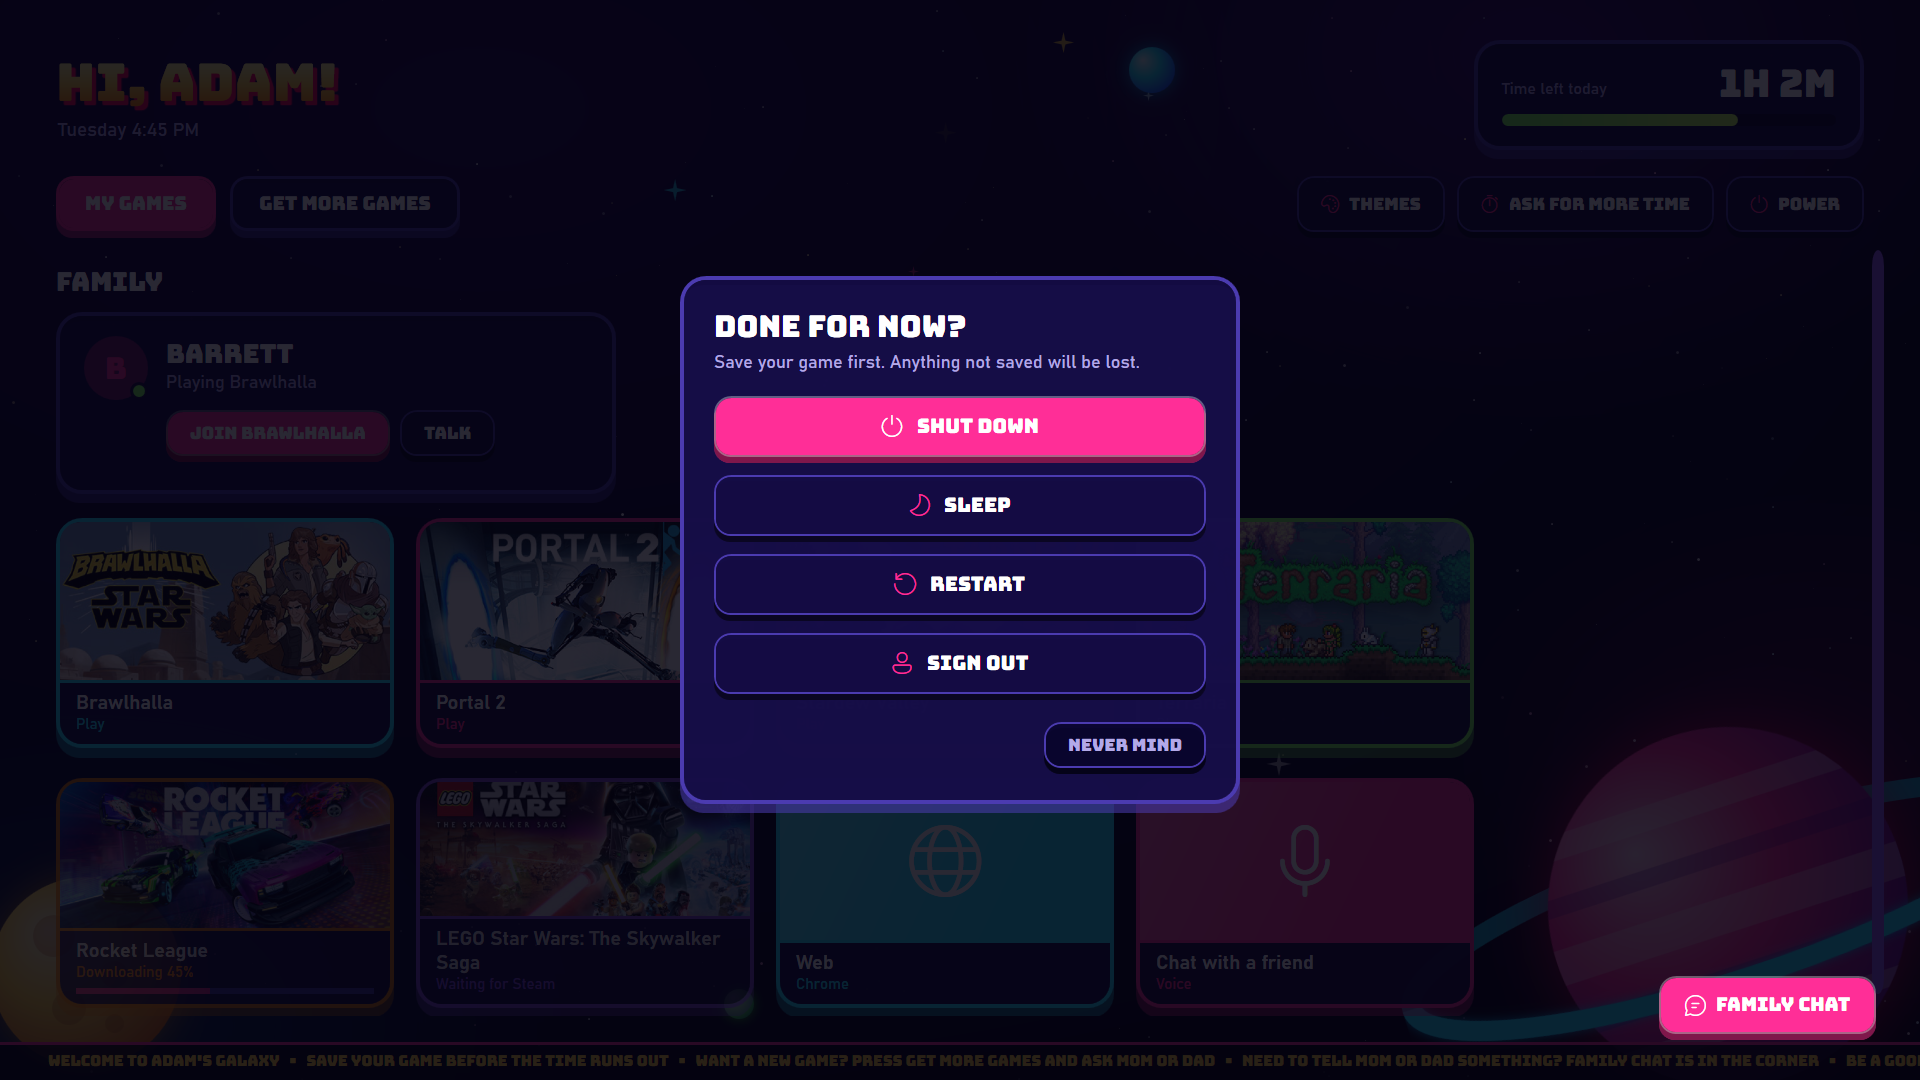 HI, ADAM!
Tuesday 4:45 PM
Time left today
1H 2M
MY GAMES
GET MORE GAMES
THEMES
ASK FOR MORE TIME
POWER
FAMILY
B
BARRETT
Playing Brawlhalla
JOIN BRAWLHALLA
TALK
DONE FOR NOW?
Save your game first. Anything not saved will be lost.
SHUT DOWN
SLEEP
RESTART
SIGN OUT
NEVER MIND
BRAWLHALLA
STAR
WARS
Brawlhalla
Play
PORTAL 2
Portal 2
Play
Terraria
ROCKET
LEAGUE
Rocket League
Downloading 45%
LEGO
STAR
WARS
THE SKYWALKER SAGA
LEGO Star Wars: The Skywalker
Saga
Waiting for Steam
Web
Chrome
Chat with a friend
Voice
FAMILY CHAT
WELCOME TO ADAM'S GALAXY ▪ SAVE YOUR GAME BEFORE THE TIME RUNS OUT ▪ WANT A NEW GAME? PRESS GET MORE GAMES AND ASK MOM OR DAD ▪ NEED TO TELL MOM OR DAD SOMETHING? FAMILY CHAT IS IN THE CORNER ▪ BE A